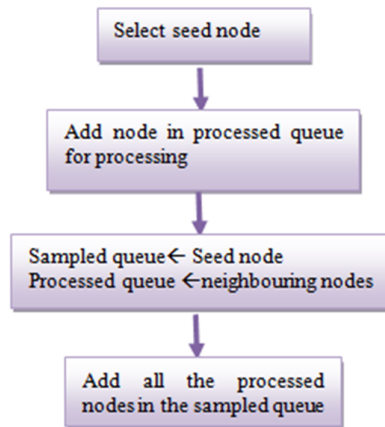 Select seed node
Add node in processed queue
for processing
Sampled queue← Seed node
Processed queue ←neighbouring nodes
Add all the processed
nodes in the sampled queue